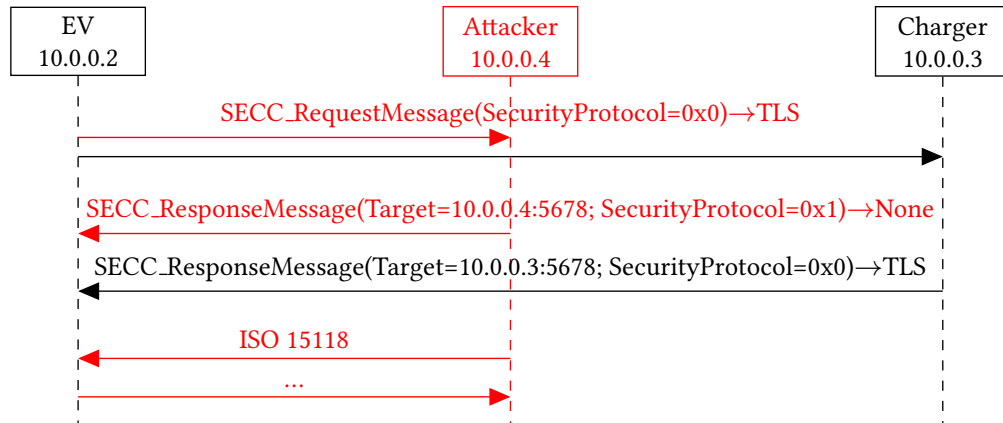 EV
10.0.0.2
Attacker
10.0.0.4
Charger
10.0.0.3
SECC_RequestMessage(SecurityProtocol=0x0)→TLS
SECC_ResponseMessage(Target=10.0.0.4:5678; SecurityProtocol=0x1)→None
SECC_ResponseMessage(Target=10.0.0.3:5678; SecurityProtocol=0x0)→TLS
ISO 15118
...